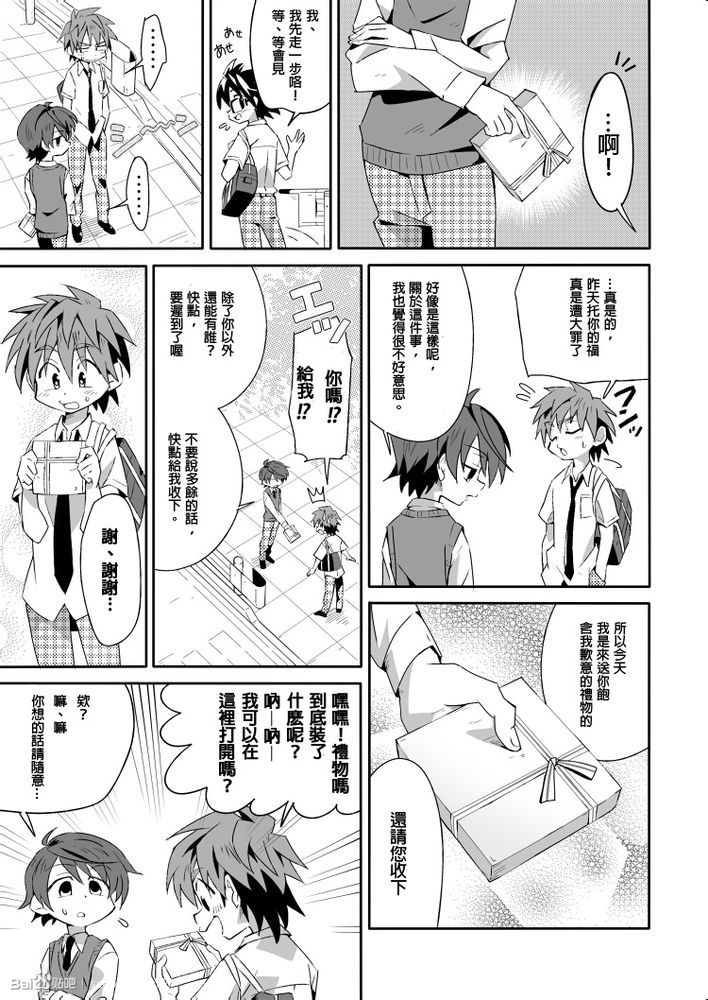 …啊！
我、
我先走一步咯！
等、等會見
あせ
あせ
……
……
…真是的，
昨天托你的福
真是遭大罪了
好像是這樣呢，
關於這件事，
我也覺得很不好意思。
所以今天
我是來送你飽
含我歉意的禮物的
還請您收下
エッ
你嗎!?
給我!?
除了你以外
還能有誰？
快點，
要遲到了喔
不要說多餘的話，
快點給我收下。
謝、謝謝…
嘿嘿！禮物嗎
到底裝了
什麼呢？
吶—吶—
我可以在
這裡打開嗎？
欸？
嘛、嘛
你想的話請隨意…
Bai 贴吧